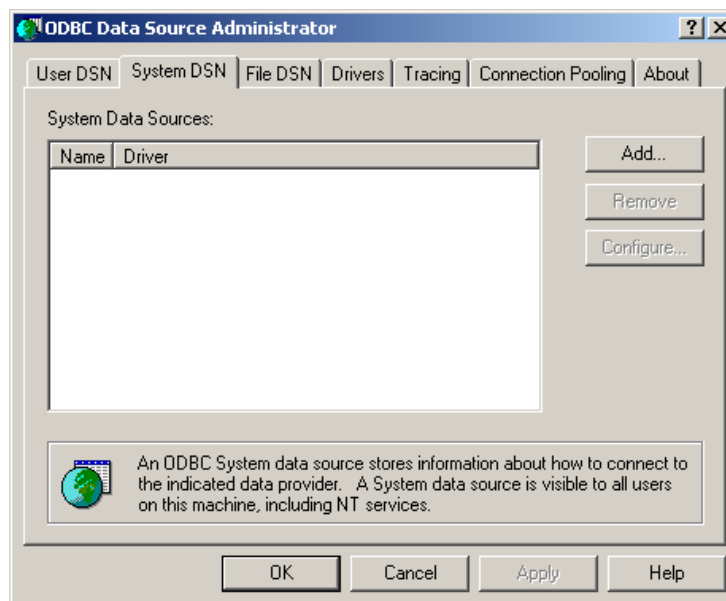 ODBC Data Source Administrator
User DSN System DSN File DSN Drivers Tracing Connection Pooling About
System Data Sources:
Name Driver
Add...
Remove
Configure...
An ODBC System data source stores information about how to connect to
the indicated data provider. A System data source is visible to all users
on this machine, including NT services.
OK Cancel Apply Help